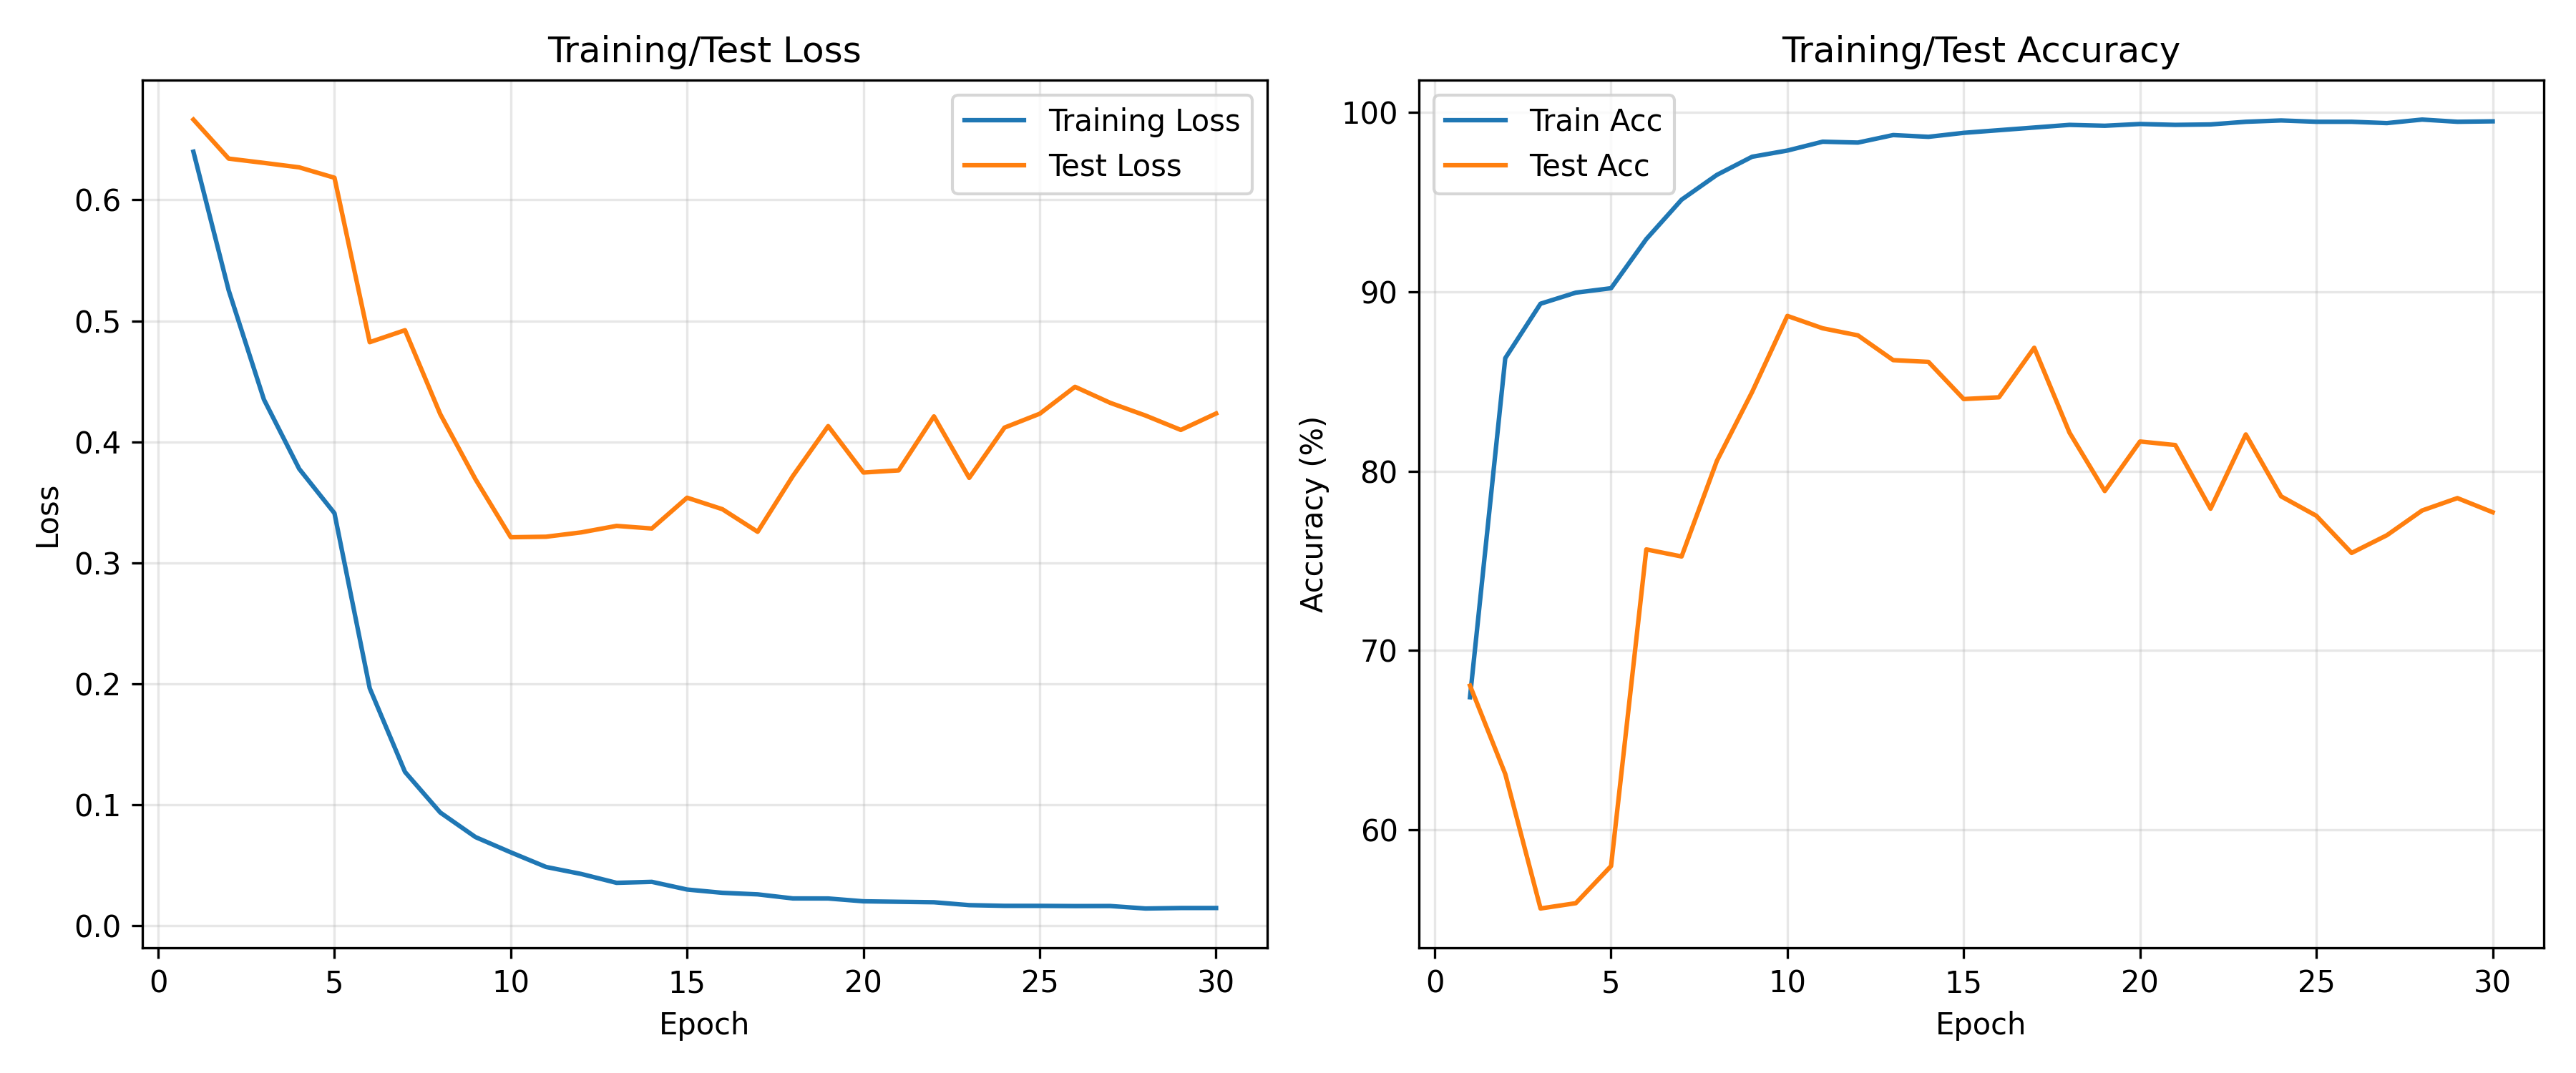 Training/Test Loss
Training Loss
Test Loss
Loss
0.6
0.5
0.4
0.3
0.2
0.1
0.0
0 5 10 15 20 25 30
Epoch
Training/Test Accuracy
Train Acc
Test Acc
Accuracy (%)
100
90
80
70
60
0 5 10 15 20 25 30
Epoch